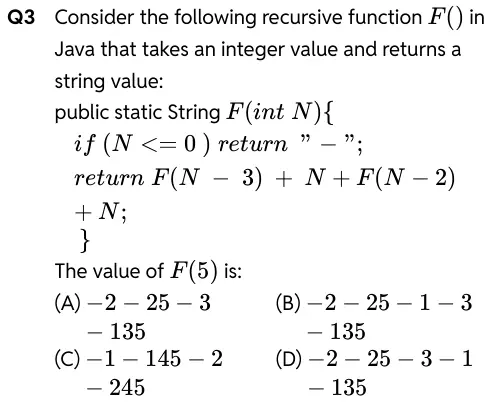 Q3 Consider the following recursive function F() in
Java that takes an integer value and returns a
string value:
public static String F(int N){
if (N <= 0 ) return ” − ”;
return F(N − 3) + N + F(N − 2)
+ N;
}
The value of F(5) is:
(A) −2 − 25 − 3 (B) −2 − 25 − 1 − 3
− 135 − 135
(C) −1 − 145 − 2 (D) −2 − 25 − 3 − 1
− 245 − 135